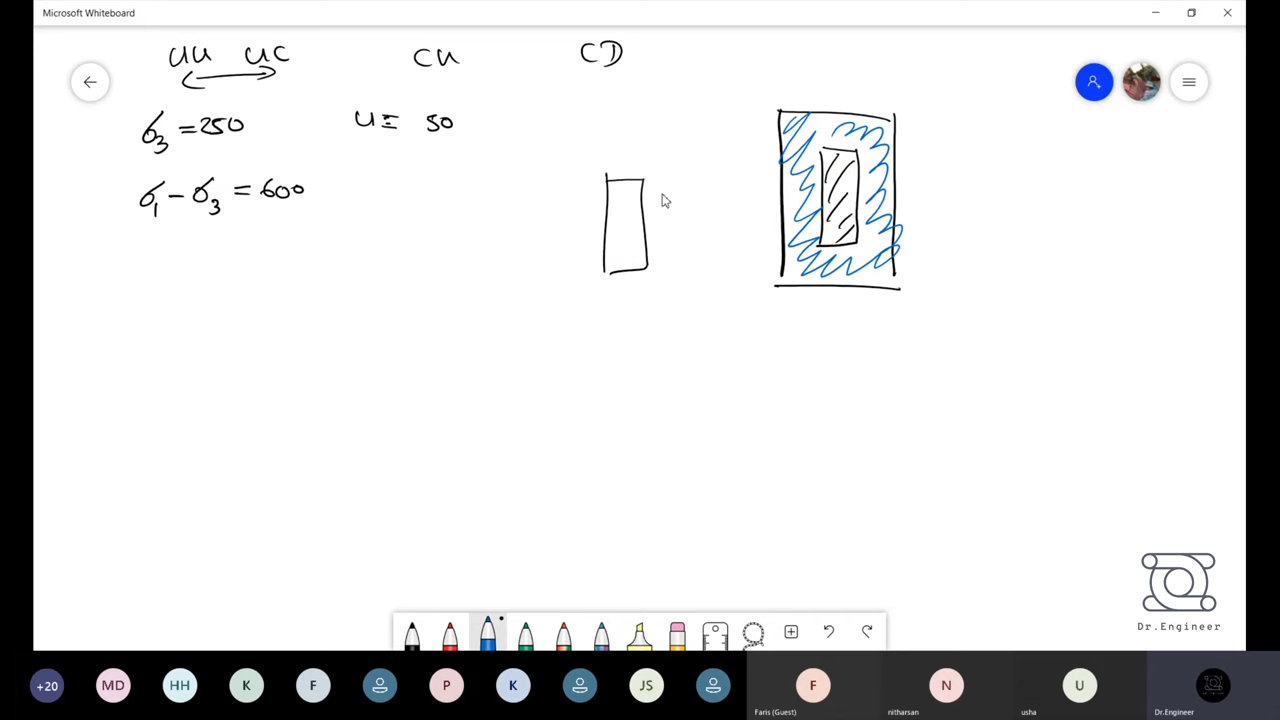 Microsoft Whiteboard
UU UC CU CD
σ3 = 250 U = 50
σ1 - σ3 = 600
Dr.Engineer
+20 MD HH K F P K JS F N U
Faris (Guest) nitharsan usha Dr.Engineer